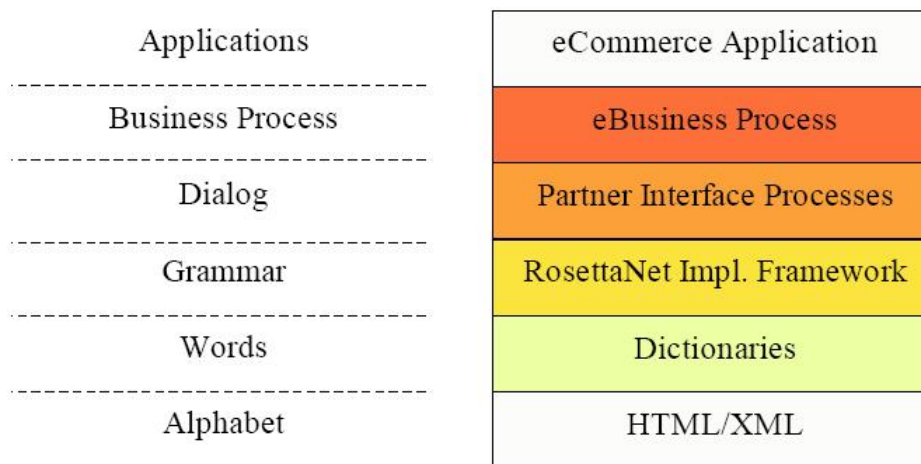 Applications
eCommerce Application
Business Process
eBusiness Process
Dialog
Partner Interface Processes
Grammar
RosettaNet Impl. Framework
Words
Dictionaries
Alphabet
HTML/XML